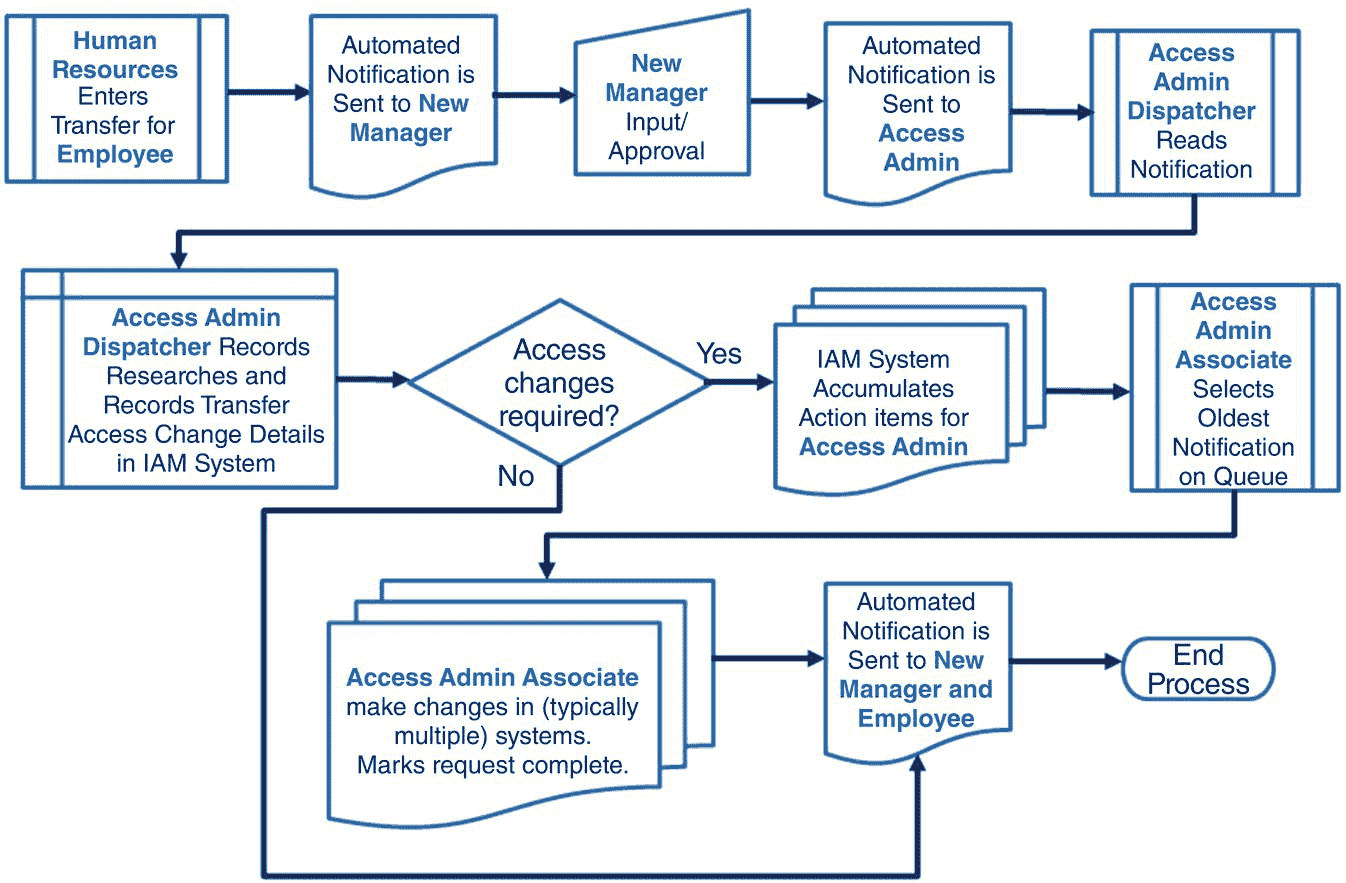 Human
Resources
Enters
Transfer for
Employee
Automated
Notification is
Sent to New
Manager
New
Manager
Input/
Approval
Automated
Notification is
Sent to
Access
Admin
Access
Admin
Dispatcher
Reads
Notification
Access Admin
Dispatcher Records
Researches and
Records Transfer
Access Change Details
in IAM System
Access
changes
required?
Yes
No
IAM System
Accumulates
Action items for
Access Admin
Access
Admin
Associate
Selects
Oldest
Notification
on Queue
Access Admin Associate
make changes in (typically
multiple) systems.
Marks request complete.
Automated
Notification is
Sent to New
Manager and
Employee
End
Process